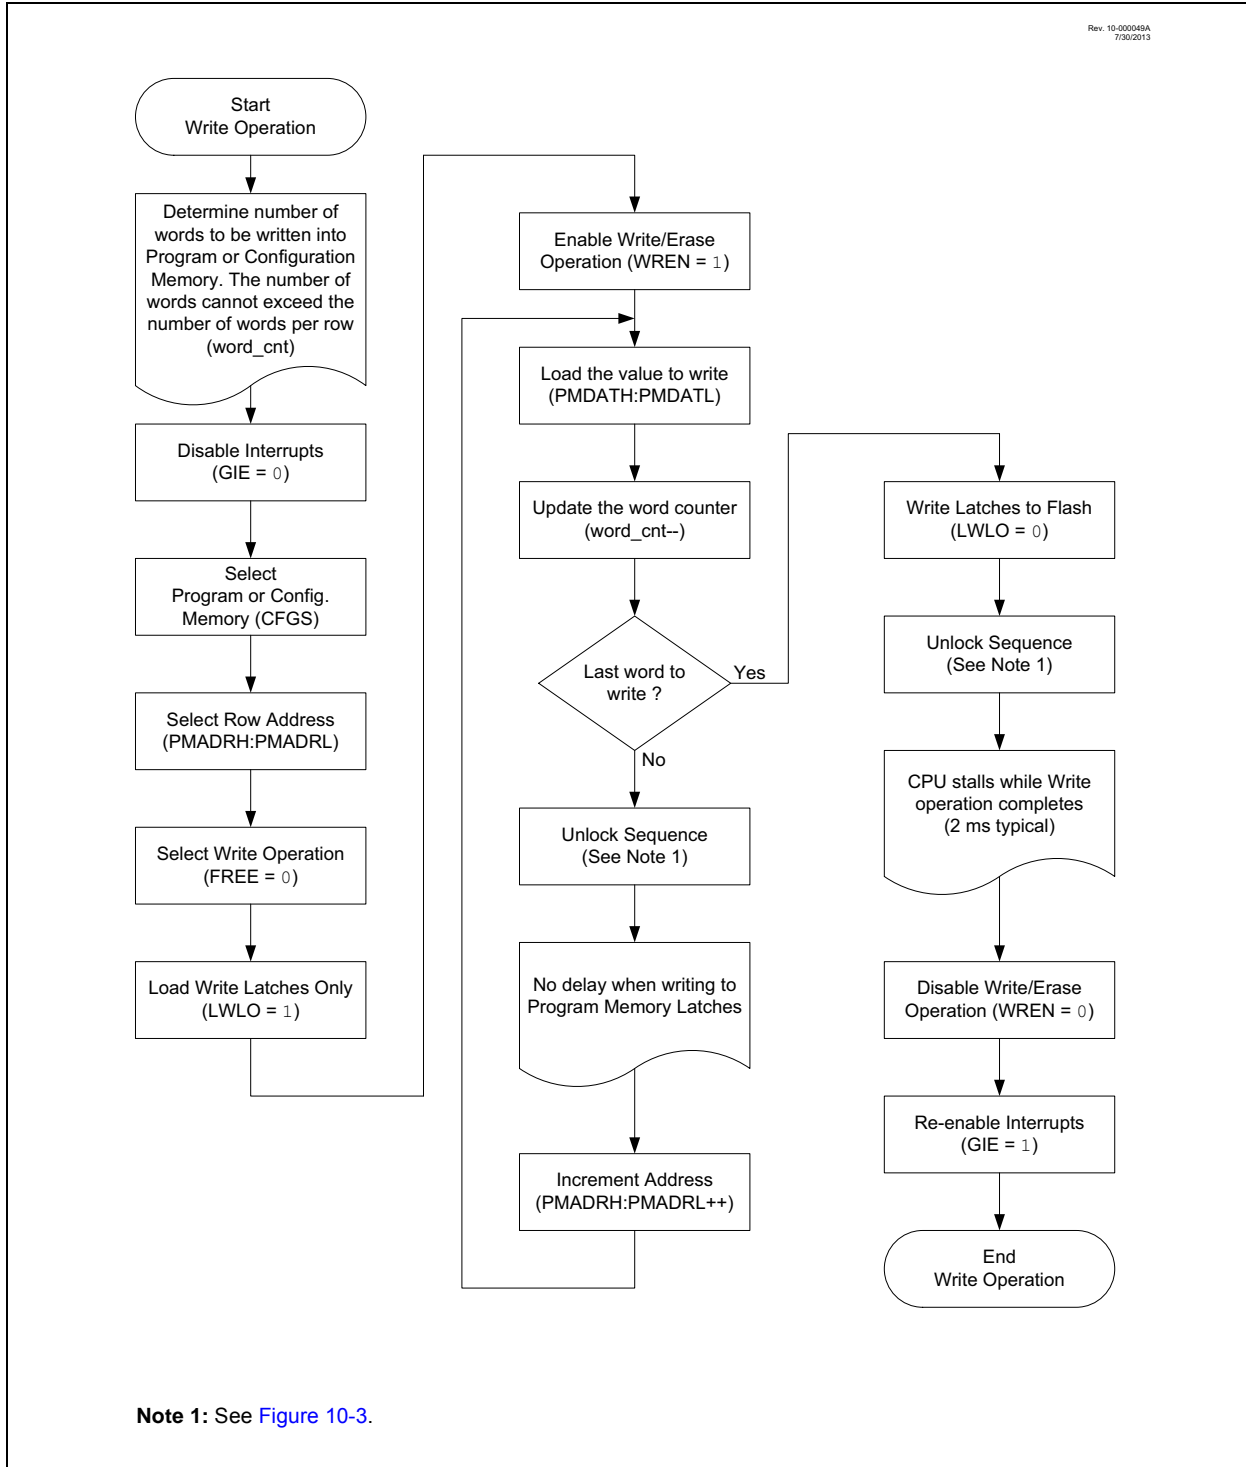 Rev. 10-000049A
7/30/2013
Start
Write Operation
Determine number of
words to be written into
Program or Configuration
Memory. The number of
words cannot exceed the
number of words per row
(word_cnt)
Disable Interrupts
(GIE = 0)
Select
Program or Config.
Memory (CFGS)
Select Row Address
(PMADRH:PMADRL)
Select Write Operation
(FREE = 0)
Load Write Latches Only
(LWLO = 1)
Enable Write/Erase
Operation (WREN = 1)
Load the value to write
(PMDATH:PMDATL)
Update the word counter
(word_cnt--)
Last word to
write ?
Yes
No
Unlock Sequence
(See Note 1)
No delay when writing to
Program Memory Latches
Increment Address
(PMADRH:PMADRL++)
Write Latches to Flash
(LWLO = 0)
Unlock Sequence
(See Note 1)
CPU stalls while Write
operation completes
(2 ms typical)
Disable Write/Erase
Operation (WREN = 0)
Re-enable Interrupts
(GIE = 1)
End
Write Operation
Note 1: See Figure 10-3.